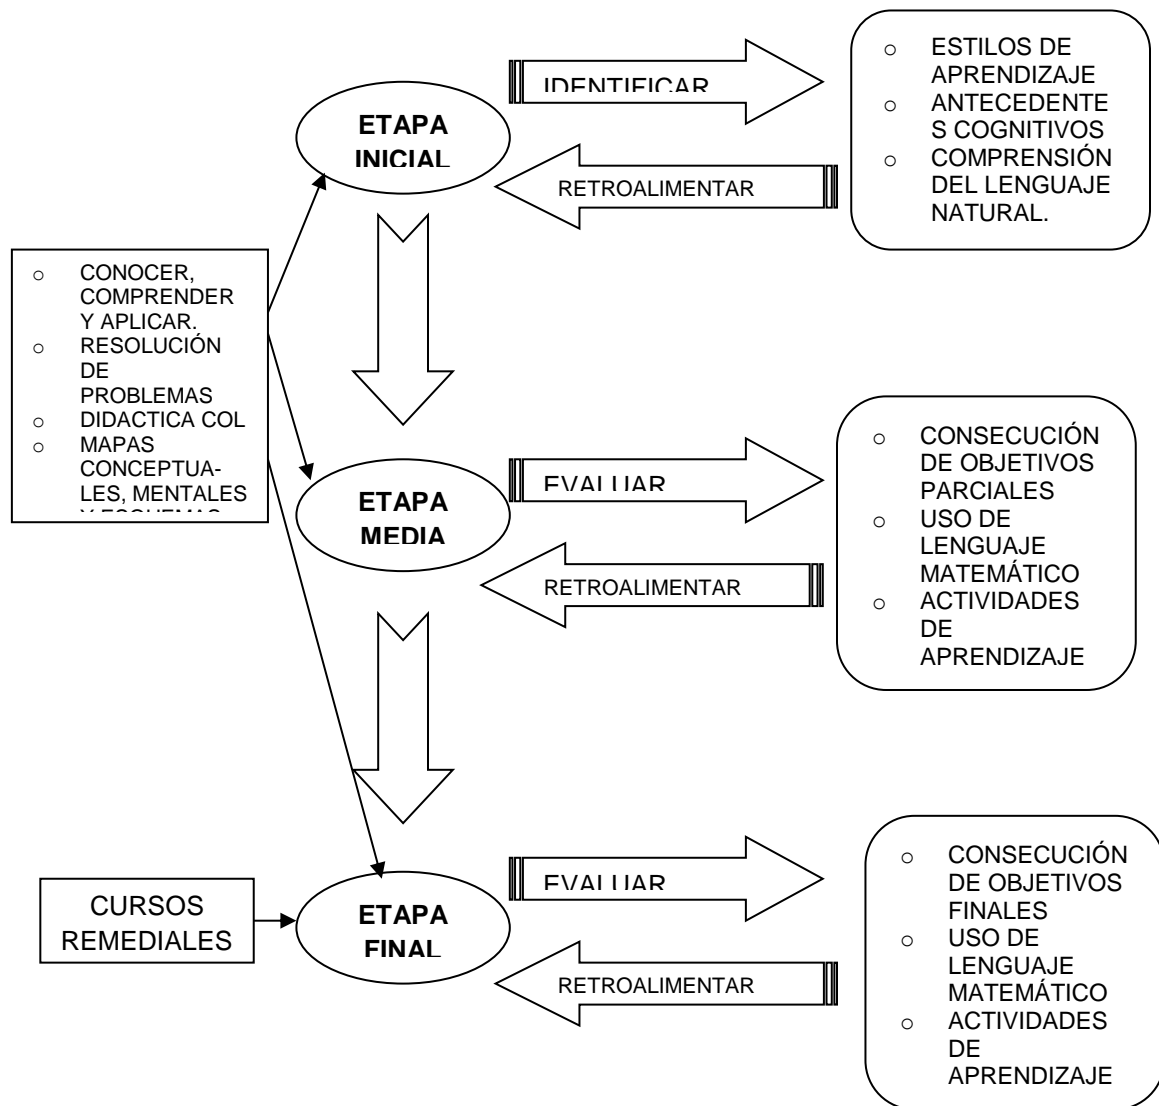 IDENTIFICAR
ETAPA
INICIAL
RETROALIMENTAR
○ ESTILOS DE
APRENDIZAJE
○ ANTECEDENTE
S COGNITIVOS
○ COMPRENSIÓN
DEL LENGUAJE
NATURAL.
○ CONOCER,
COMPRENDER
Y APLICAR.
○ RESOLUCIÓN
DE
PROBLEMAS
○ DIDACTICA COL
○ MAPAS
CONCEPTUA-
LES, MENTALES
Y ESQUEMAS
ETAPA
MEDIA
EVALUAR
RETROALIMENTAR
○ CONSECUCIÓN
DE OBJETIVOS
PARCIALES
○ USO DE
LENGUAJE
MATEMÁTICO
○ ACTIVIDADES
DE
APRENDIZAJE
CURSOS
REMEDIALES
ETAPA
FINAL
EVALUAR
RETROALIMENTAR
○ CONSECUCIÓN
DE OBJETIVOS
FINALES
○ USO DE
LENGUAJE
MATEMÁTICO
○ ACTIVIDADES
DE
APRENDIZAJE